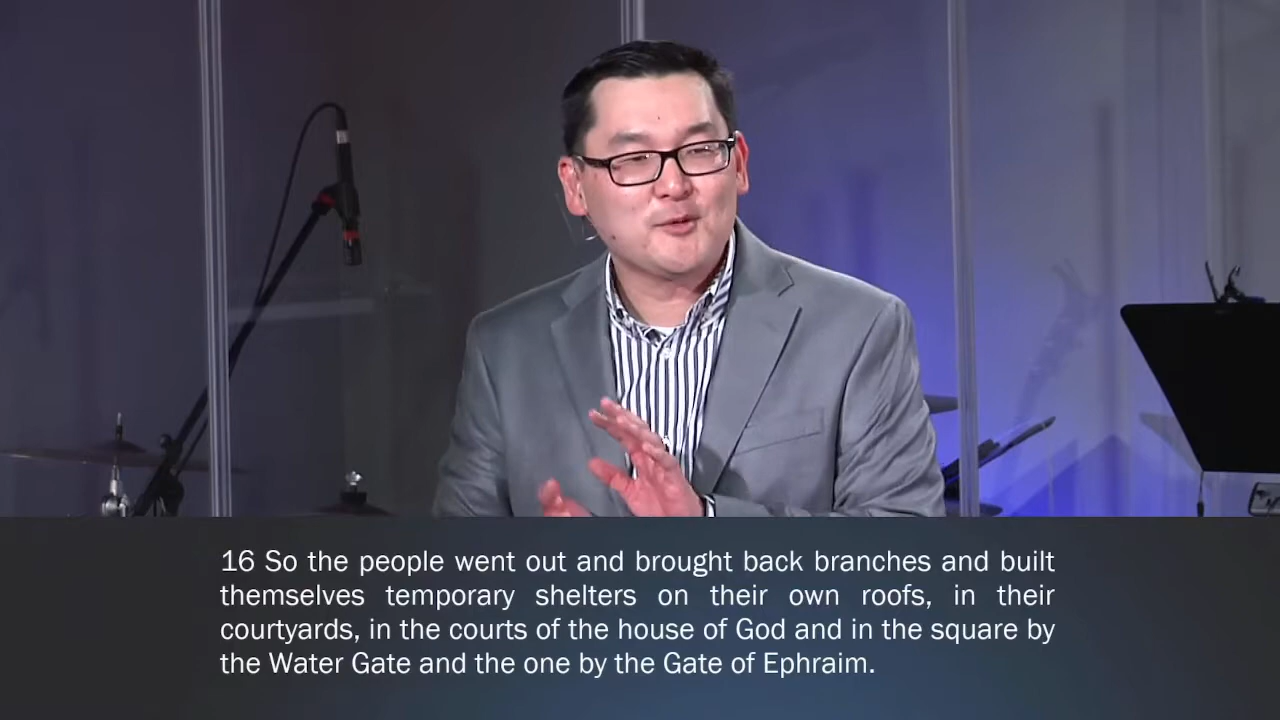 16 So the people went out and brought back branches and built
themselves temporary shelters on their own roofs, in their
courtyards, in the courts of the house of God and in the square by
the Water Gate and the one by the Gate of Ephraim.